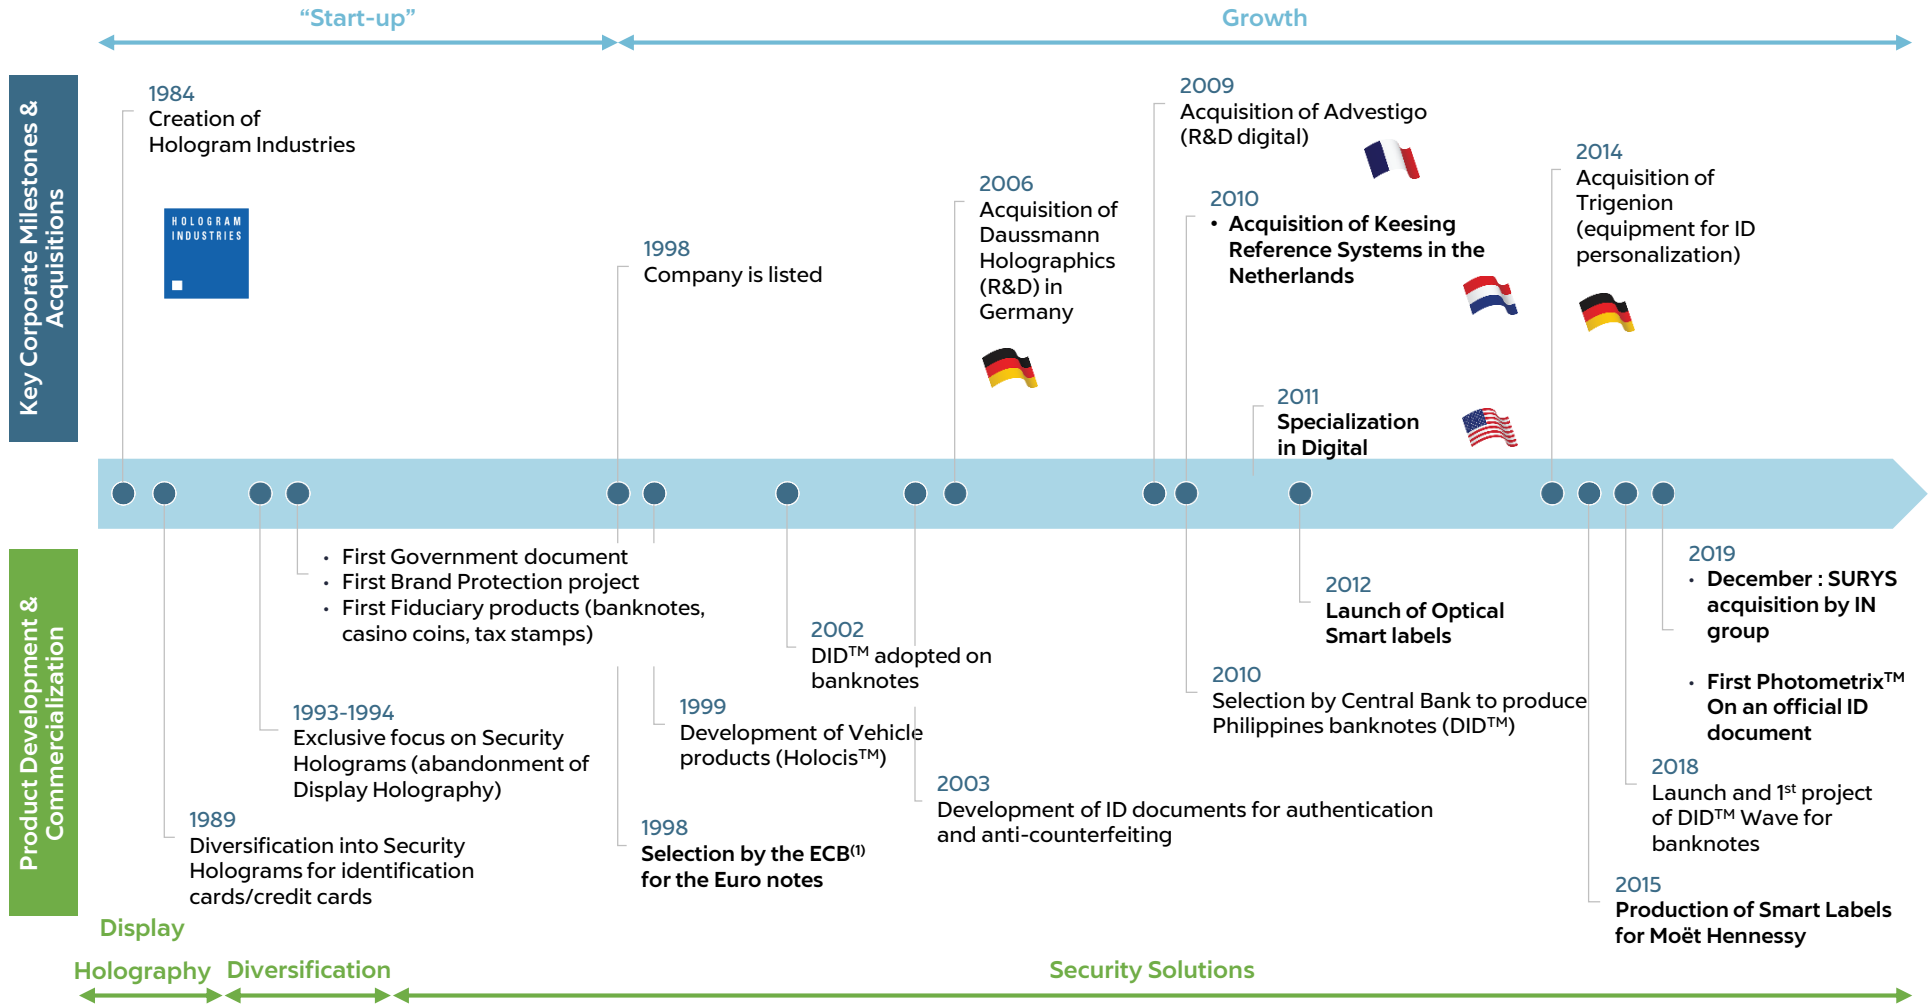 “Start-up”
Growth
Key Corporate Milestones &
Acquisitions
1984
Creation of
Hologram Industries
HOLOGRAM
INDUSTRIES
1998
Company is listed
2006
Acquisition of
Daussmann
Holographics
(R&D) in
Germany
2009
Acquisition of Advestigo
(R&D digital)
2010
• Acquisition of Keesing
Reference Systems in the
Netherlands
2011
Specialization
in Digital
2014
Acquisition of
Trigenion
(equipment for ID
personalization)
Product Development &
Commercialization
• First Government document
• First Brand Protection project
• First Fiduciary products (banknotes,
casino coins, tax stamps)
1993-1994
Exclusive focus on Security
Holograms (abandonment of
Display Holography)
1989
Diversification into Security
Holograms for identification
cards/credit cards
1998
Selection by the ECB(1)
for the Euro notes
1999
Development of Vehicle
products (Holocis™)
2002
DID™ adopted on
banknotes
2003
Development of ID documents for authentication
and anti-counterfeiting
2010
Selection by Central Bank to produce
Philippines banknotes (DID™)
2012
Launch of Optical
Smart labels
2019
• December : SURYS
acquisition by IN
group
• First Photometrix™
On an official ID
document
2018
Launch and 1st project
of DID™ Wave for
banknotes
2015
Production of Smart Labels
for Moët Hennessy
Display
Holography
Diversification
Security Solutions